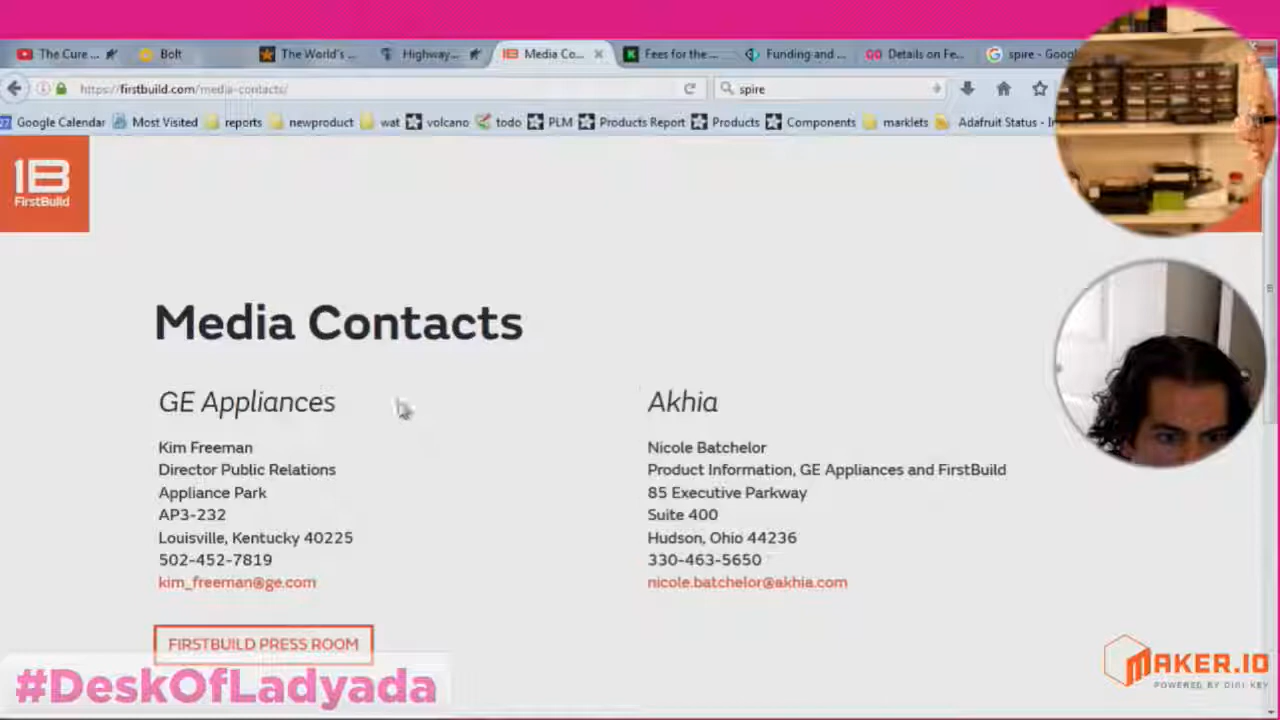 The Cure ...
Bolt
The World's ...
Highway...
Media Co...
Fees for the...
Funding and ...
Details on Fe...
spire - Goog
https://firstbuild.com/media-contacts/
spire
Google Calendar
Most Visited
reports
newproduct
wat
volcano
todo
PLM
Products Report
Products
Components
marklets
Adafruit Status - In
1B
FirstBuild
Media Contacts
GE Appliances
Kim Freeman
Director Public Relations
Appliance Park
AP3-232
Louisville, Kentucky 40225
502-452-7819
kim_freeman@ge.com
FIRSTBUILD PRESS ROOM
Akhia
Nicole Batchelor
Product Information, GE Appliances and FirstBuild
85 Executive Parkway
Suite 400
Hudson, Ohio 44236
330-463-5650
nicole.batchelor@akhia.com
#DeskOfLadyada
MAKER.IO
POWERED BY DIGI-KEY